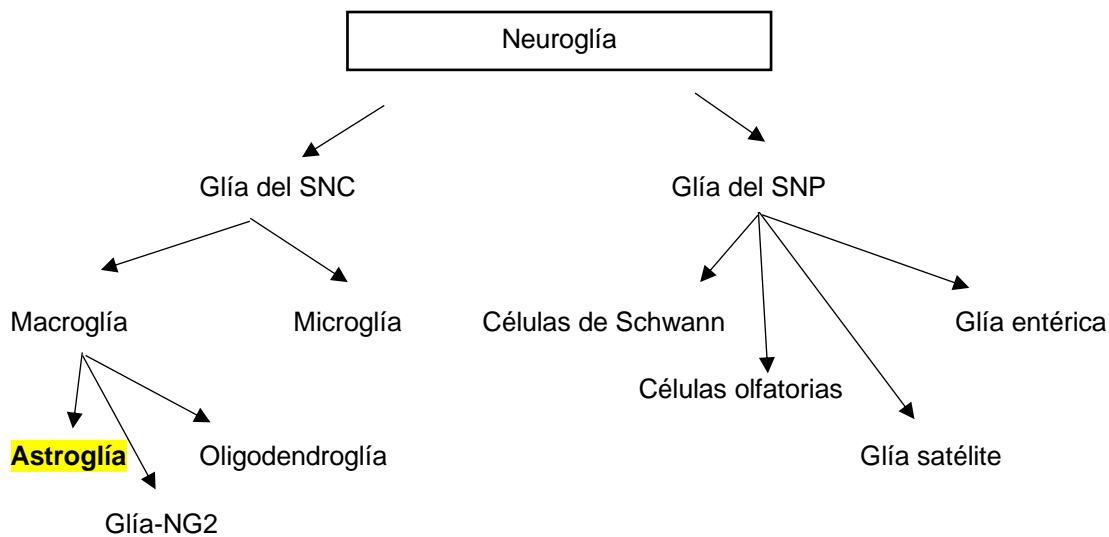 Neuroglía
Glía del SNC
Glía del SNP
Macroglía
Microglía
Células de Schwann
Glía entérica
Células olfatorias
Astroglía
Oligodendroglía
Glía satélite
Glía-NG2